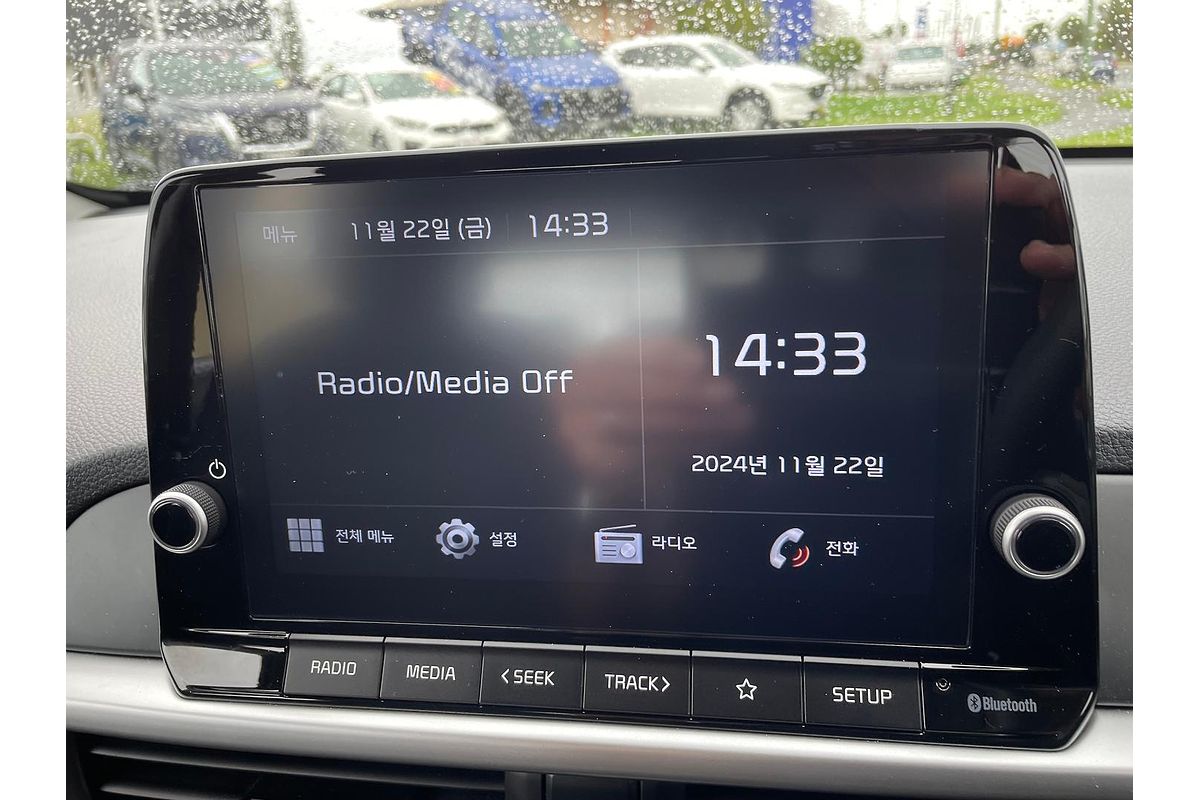 메뉴 11월 22일 (금) 14:33
Radio/Media Off
14:33
2024년 11월 22일
전체 메뉴 설정 라디오 전화
RADIO MEDIA <SEEK TRACK> SETUP
Bluetooth